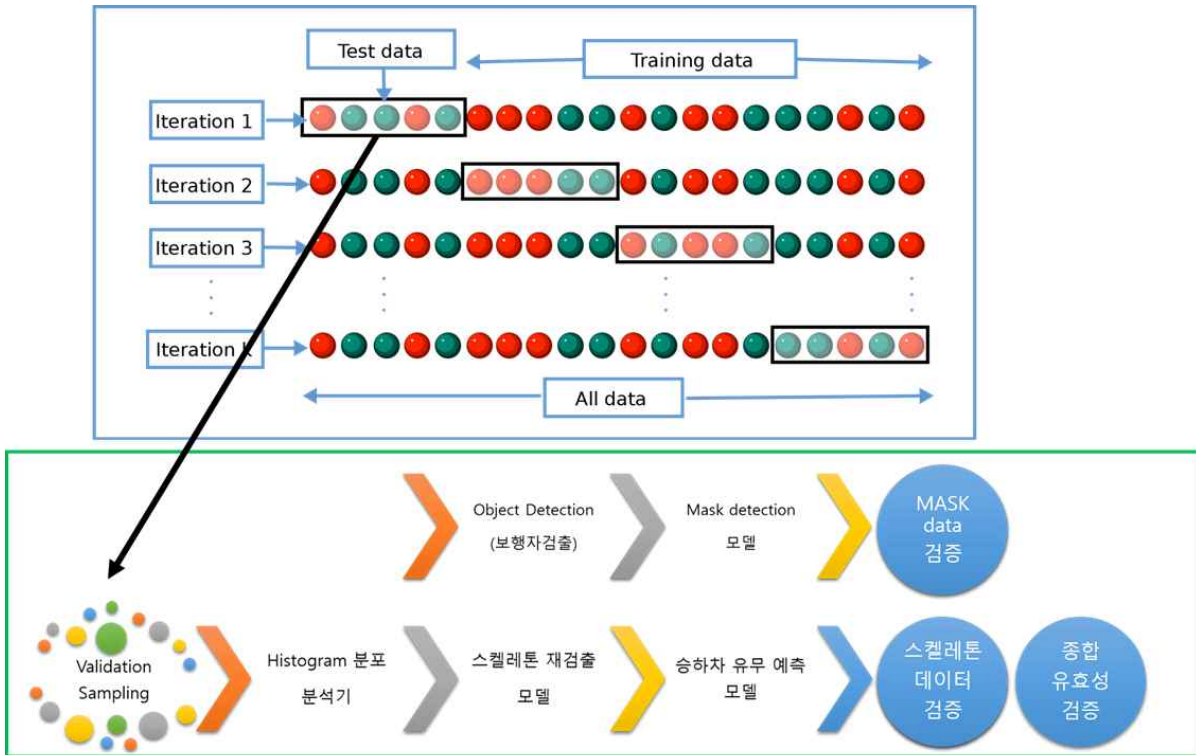 Test data
Training data
Iteration 1
Iteration 2
Iteration 3
Iteration k
All data
Object Detection
(보행자검출)
Mask detection
모델
MASK
data
검증
Validation
Sampling
Histogram 분포
분석기
스켈레톤 재검출
모델
승하차 유무 예측
모델
스켈레톤
데이터
검증
종합
유효성
검증